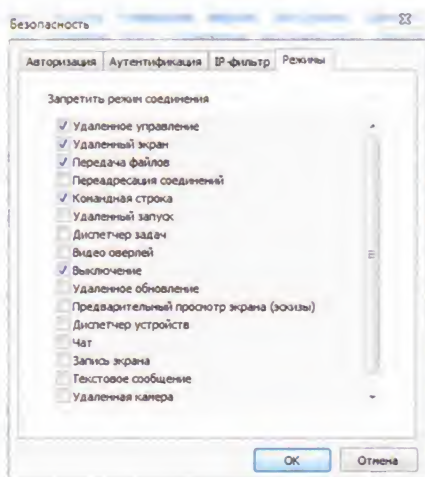 Безопасность
Авторизация Аутентификация IP-фильтр Режимы
Запретить режим соединения
Удаленное управление
Удаленный экран
Передача файлов
Переадресация соединений
Командная строка
Удаленный запуск
Диспетчер задач
Видео оверлей
Выключение
Удаленное обновление
Предварительный просмотр экрана (эскизы)
Диспетчер устройств
Чат
Запись экрана
Текстовое сообщение
Удаленная камера
OK Отмена